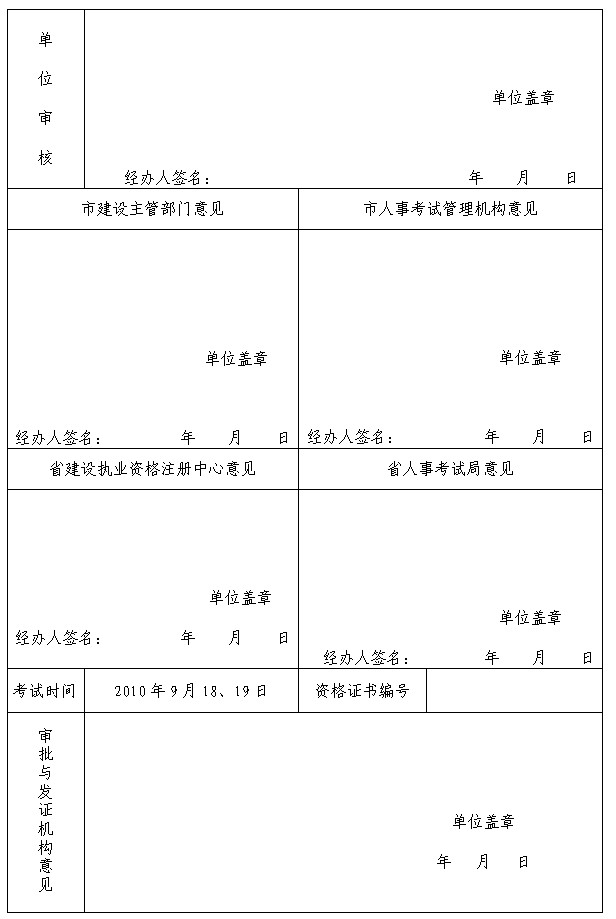 单位审核
单位盖章
经办人签名： 年 月 日
市建设主管部门意见 市人事考试管理机构意见
单位盖章 单位盖章
经办人签名： 年 月 日 经办人签名： 年 月 日
省建设执业资格注册中心意见 省人事考试局意见
单位盖章
单位盖章
经办人签名： 年 月 日
经办人签名： 年 月 日
考试时间 2010年9月18、19日 资格证书编号
审批与发证机构意见
单位盖章
年 月 日